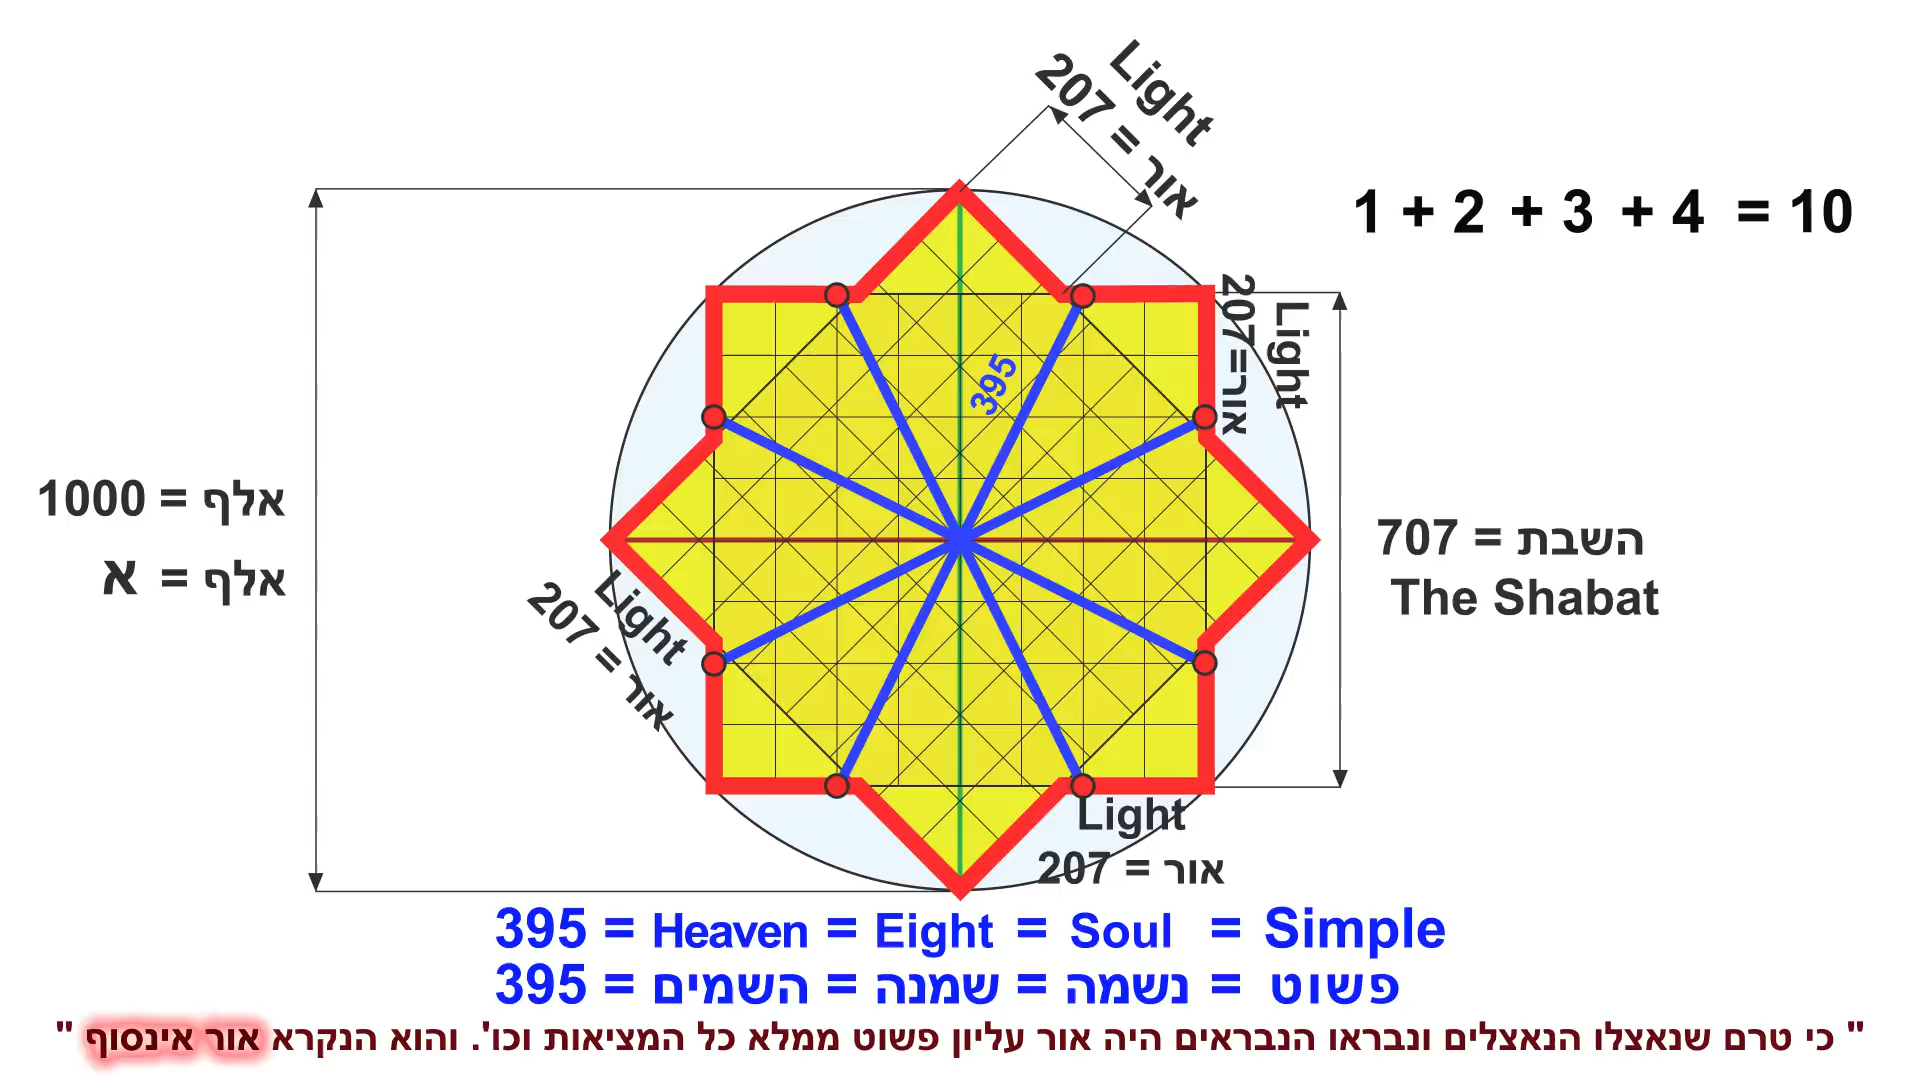 Light
207 = אור
1 + 2 + 3 + 4 = 10
Light
207=אור
395
1000 = אלף
א = אלף
707 = השבת
The Shabat
Light
207 = אור
Light
207 = אור
395 = Heaven = Eight = Soul = Simple
395 = השמים = שמנה = נשמה = פשוט
" כי טרם שנאצלו הנאצלים ונבראו הנבראים היה אור עליון פשוט ממלא כל המציאות וכו'. והוא הנקרא אור אינסוף "